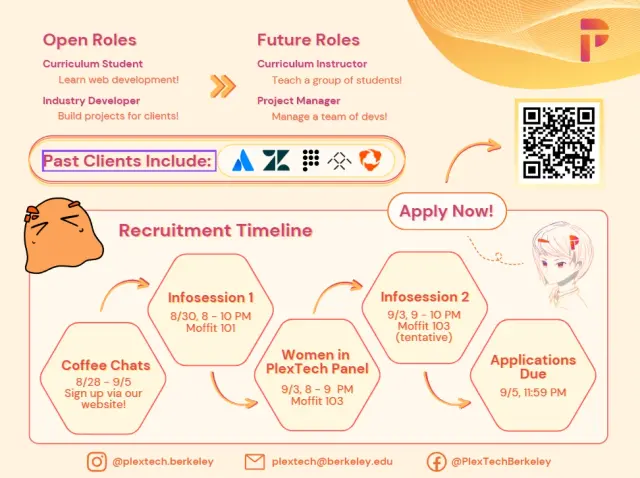 Open Roles
Curriculum Student
Learn web development!
Industry Developer
Build projects for clients!
Future Roles
Curriculum Instructor
Teach a group of students!
Project Manager
Manage a team of devs!
Past Clients Include:
Apply Now!
Recruitment Timeline
Coffee Chats
8/28 - 9/5
Sign up via our
website!
Infosession 1
8/30, 8 - 10 PM
Moffit 101
Women in
PlexTech Panel
9/3, 8 - 9 PM
Moffit 103
Infosession 2
9/3, 9 - 10 PM
Moffit 103
(tentative)
Applications
Due
9/5, 11:59 PM
@plextech.berkeley
plextech@berkeley.edu
@PlexTechBerkeley